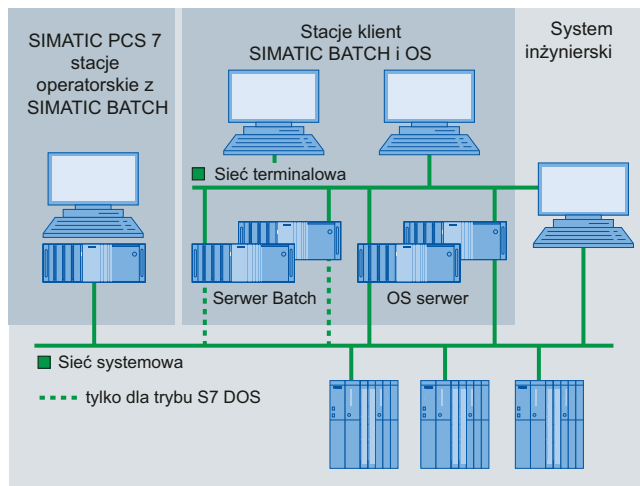 SIMATIC PCS 7
stacje
operatorskie z
SIMATIC BATCH
Stacje klient
SIMATIC BATCH i OS
System
inżynierski
Sieć terminalowa
Serwer Batch
OS serwer
Sieć systemowa
tylko dla trybu S7 DOS